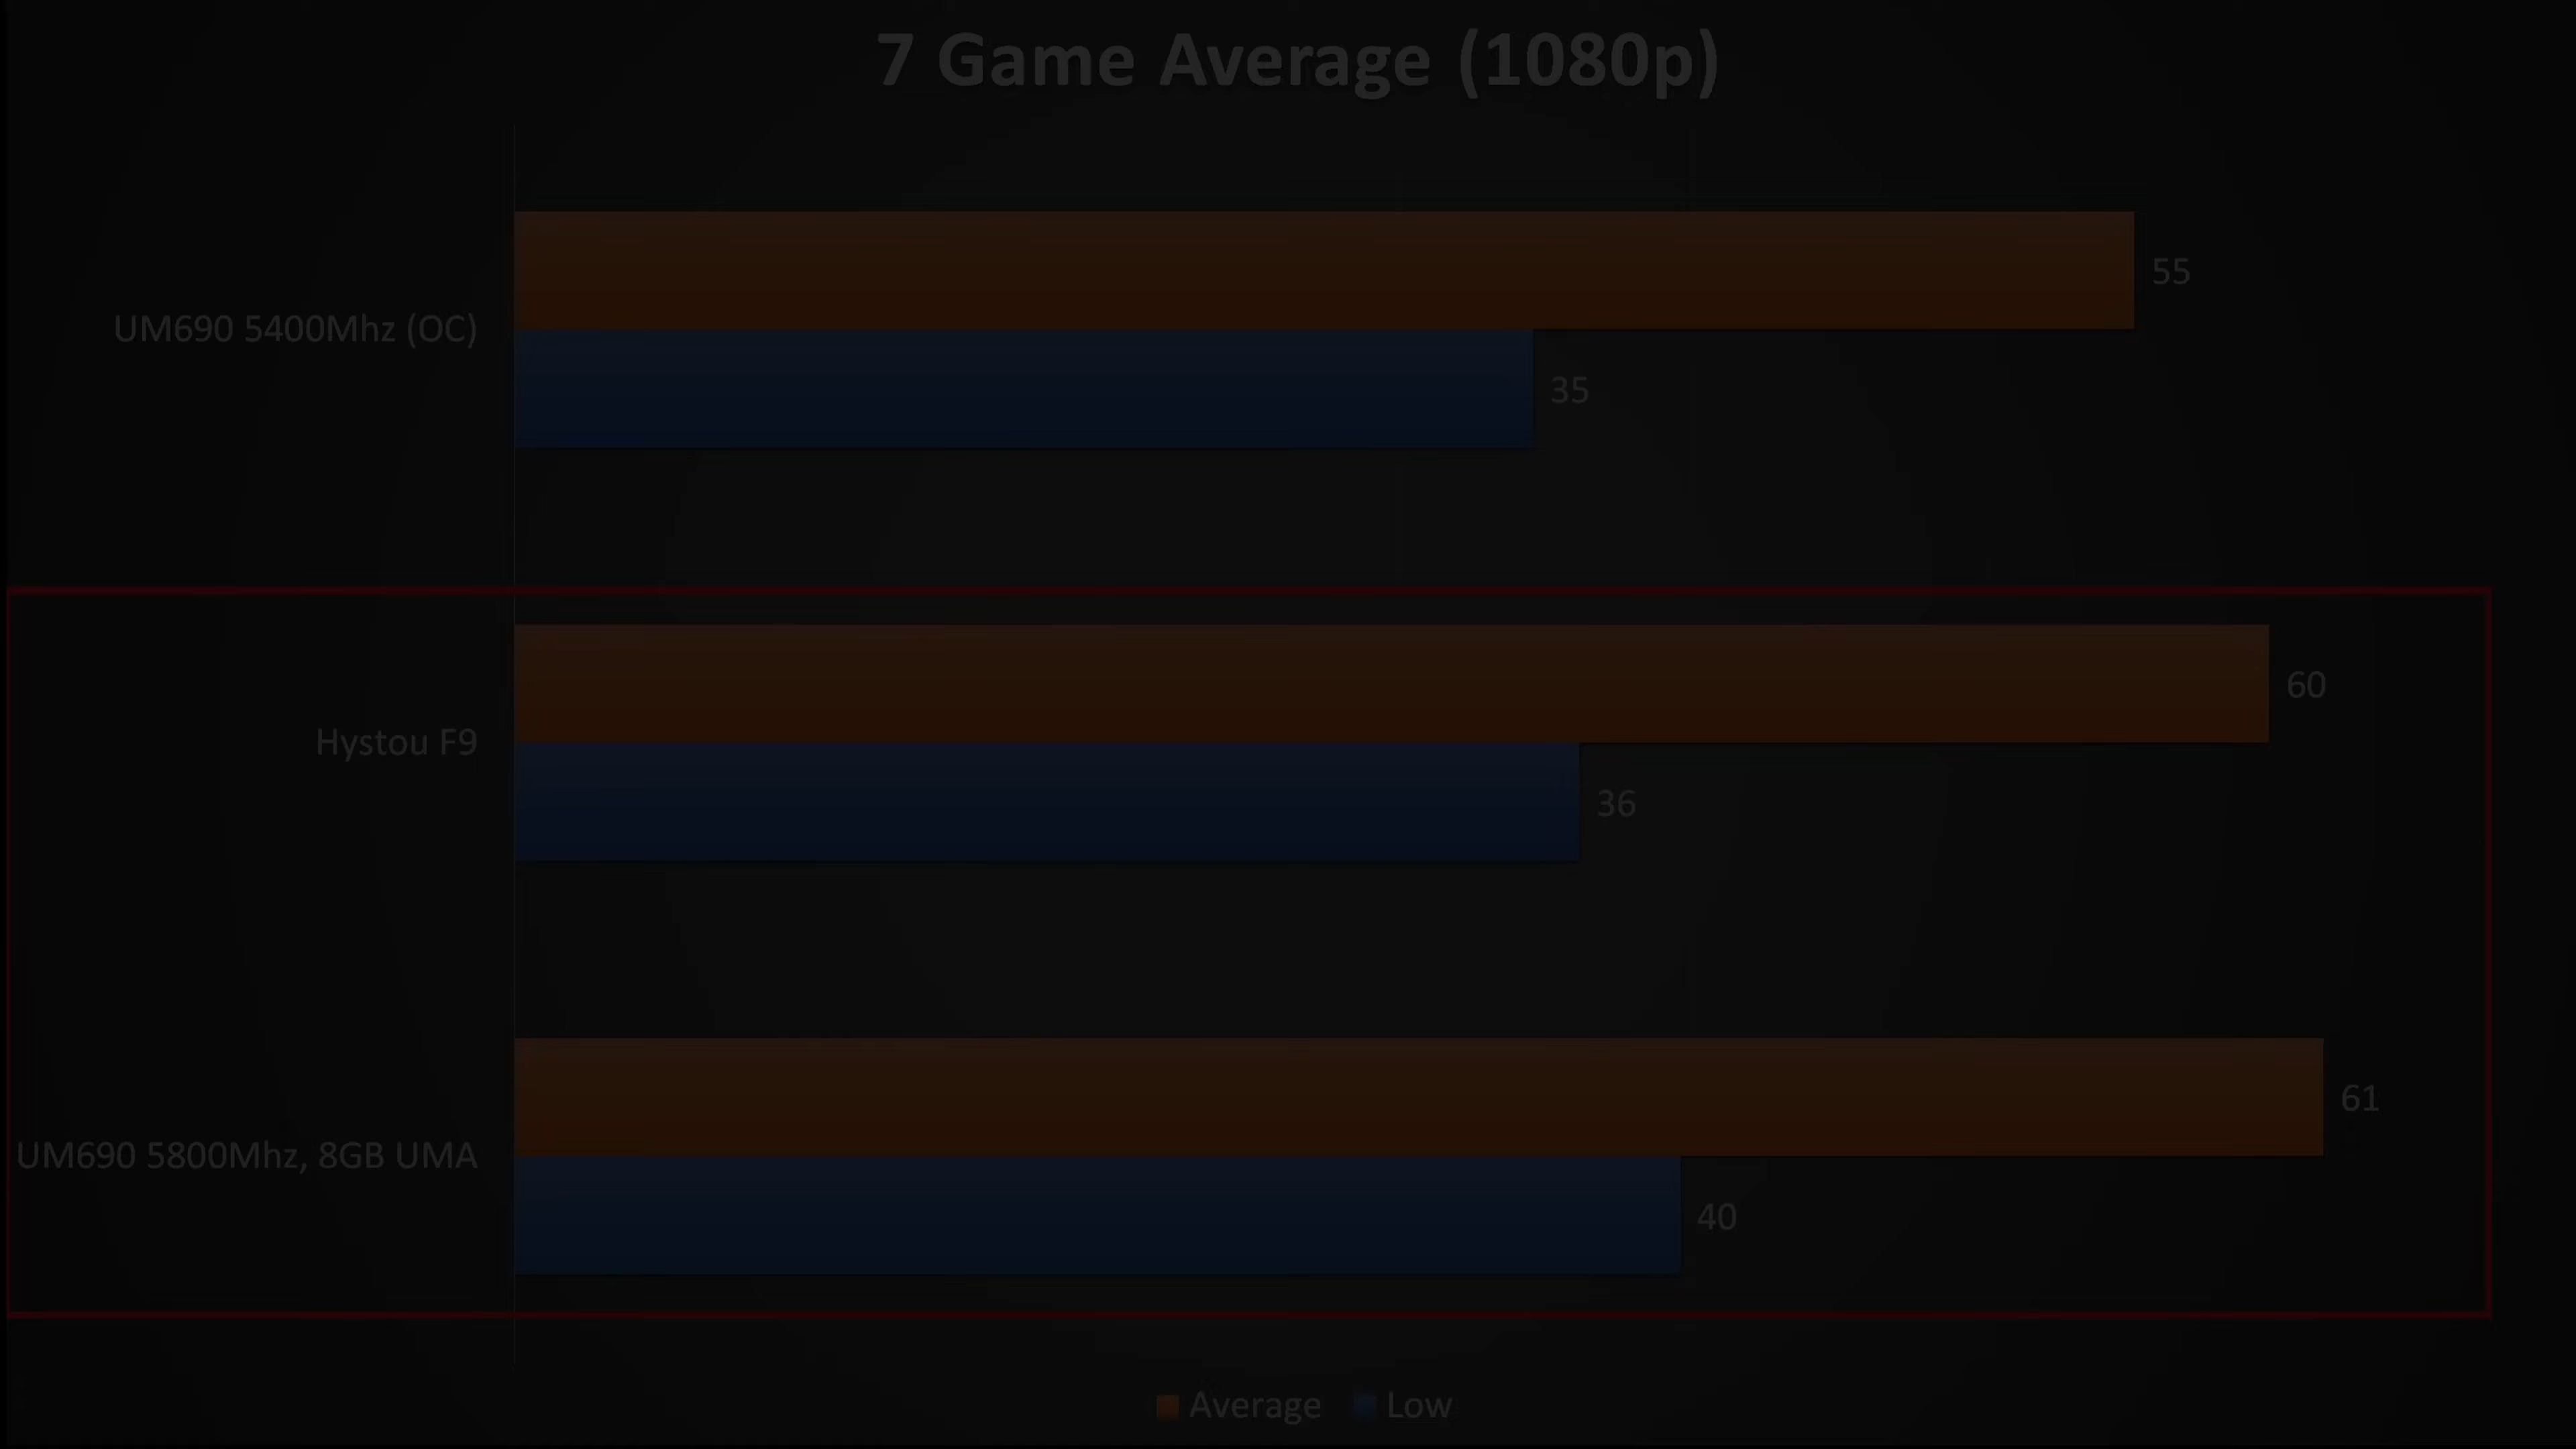 7 Game Average (1080p)
55
UM690 5400Mhz (OC)
35
60
Hystou F9
36
61
UM690 5800Mhz, 8GB UMA
40
Average Low